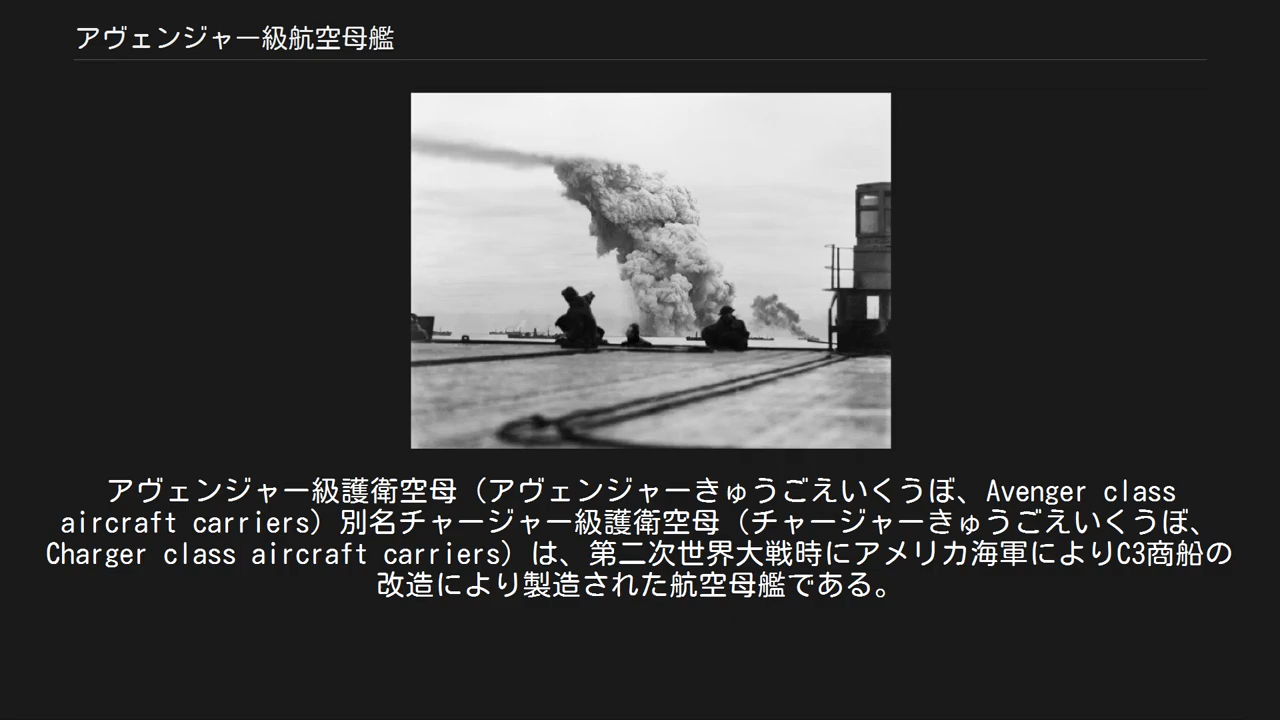 アヴェンジャー級航空母艦
アヴェンジャー級護衛空母（アヴェンジャーきゅうごえいくうぼ、Avenger class
aircraft carriers）別名チャージャー級護衛空母（チャージャーきゅうごえいくうぼ、
Charger class aircraft carriers）は、第二次世界大戦時にアメリカ海軍によりC3商船の
改造により製造された航空母艦である。